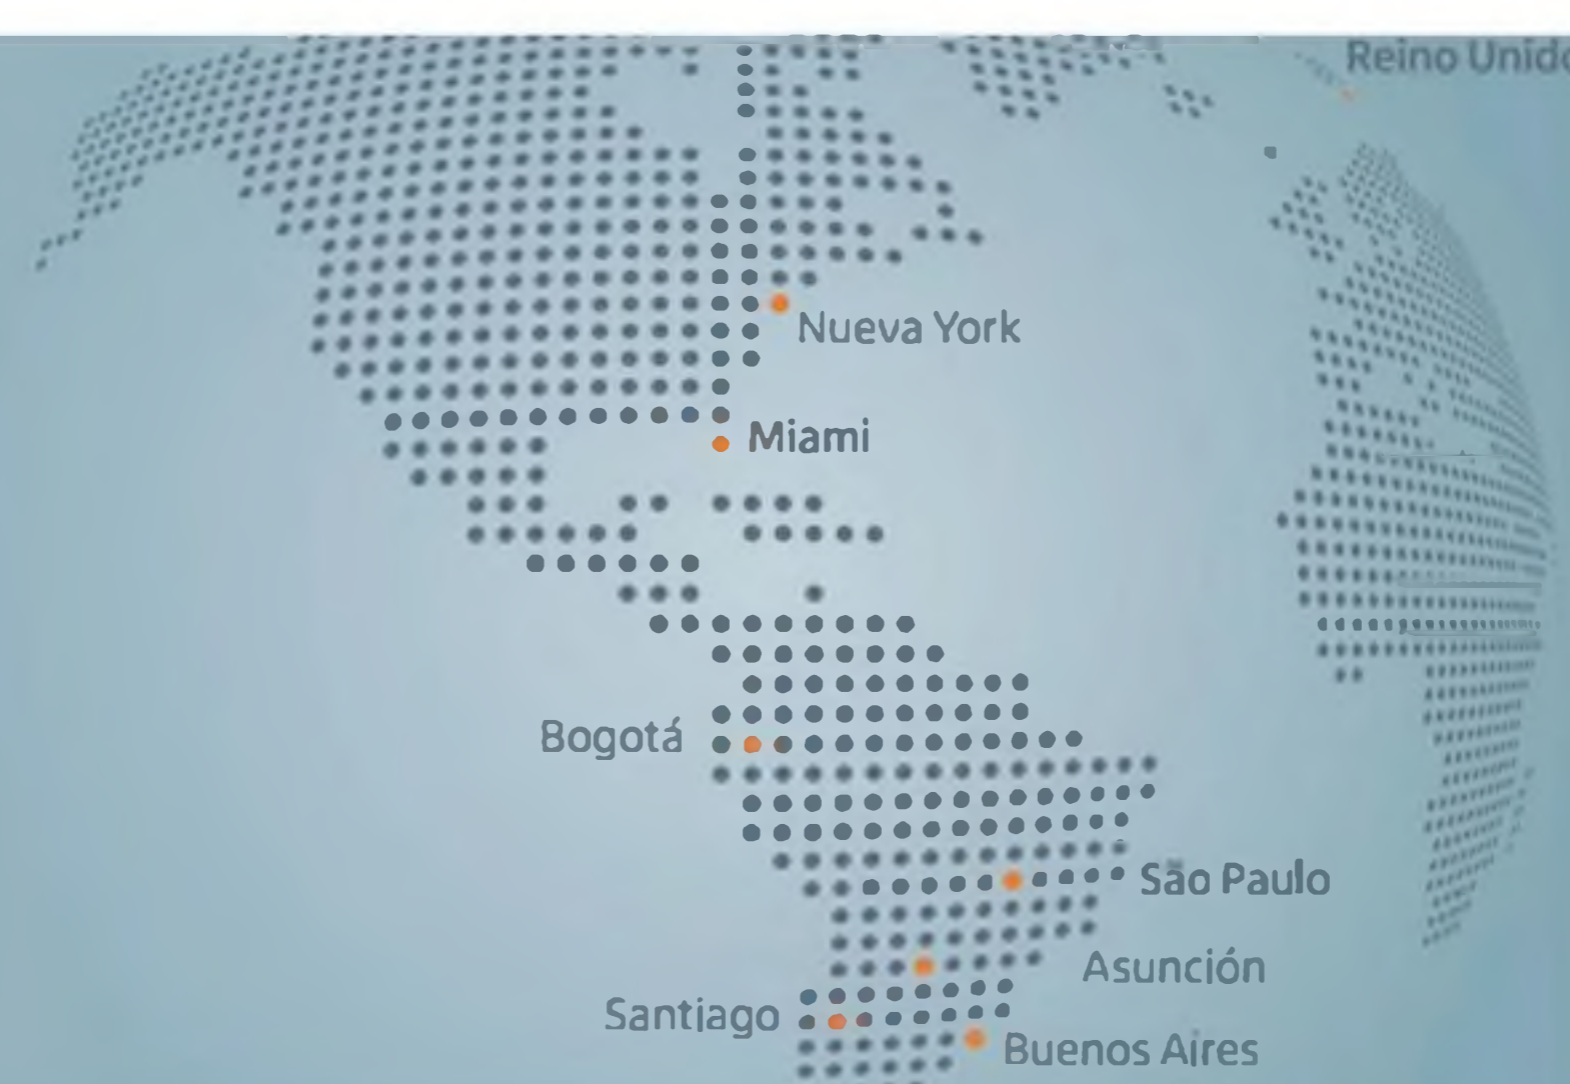 Reino Unido
Nueva York
Miami
Bogotá
São Paulo
Asunción
Santiago
Buenos Aires